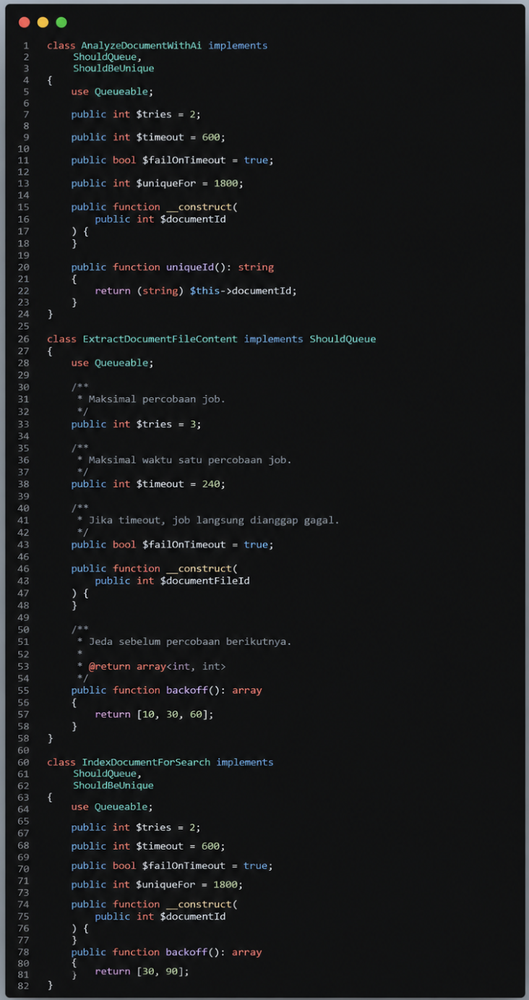 1 class AnalyzeDocumentWithAi implements
2 ShouldQueue,
3 ShouldBeUnique
4 {
5 use Queueable;
6
7 public int $tries = 2;
8
9 public int $timeout = 600;
10
11 public bool $failOnTimeout = true;
12
13 public int $uniqueFor = 1800;
14
15 public function __construct(
16 public int $documentId
17 ) {
18 }
19
20 public function uniqueId(): string
21 {
22 return (string) $this->documentId;
23 }
24 }
25
26 class ExtractDocumentFileContent implements ShouldQueue
27 {
28 use Queueable;
29
30 /**
31 * Maksimal percobaan job.
32 */
33 public int $tries = 3;
34
35 /**
36 * Maksimal waktu satu percobaan job.
37 */
38 public int $timeout = 240;
39
40 /**
41 * Jika timeout, job langsung dianggap gagal.
42 */
43 public bool $failOnTimeout = true;
46
46 public function __construct(
43 public int $documentFileId
47 ) {
48 }
49
50 /**
51 * Jeda sebelum percobaan berikutnya.
52 *
53 * @return array<int, int>
54 */
55 public function backoff(): array
56 {
57 return [10, 30, 60];
58 }
58 }
60
60 class IndexDocumentForSearch implements
61 ShouldQueue,
62 ShouldBeUnique
63 {
64 use Queueable;
65
67 public int $tries = 2;
68 public int $timeout = 600;
69
70 public bool $failOnTimeout = true;
71 public int $uniqueFor = 1800;
73
74 public function __construct(
75 public int $documentId
76 ) {
77 }
78 public function backoff(): array
80 {
81 return [30, 90];
}
82 }